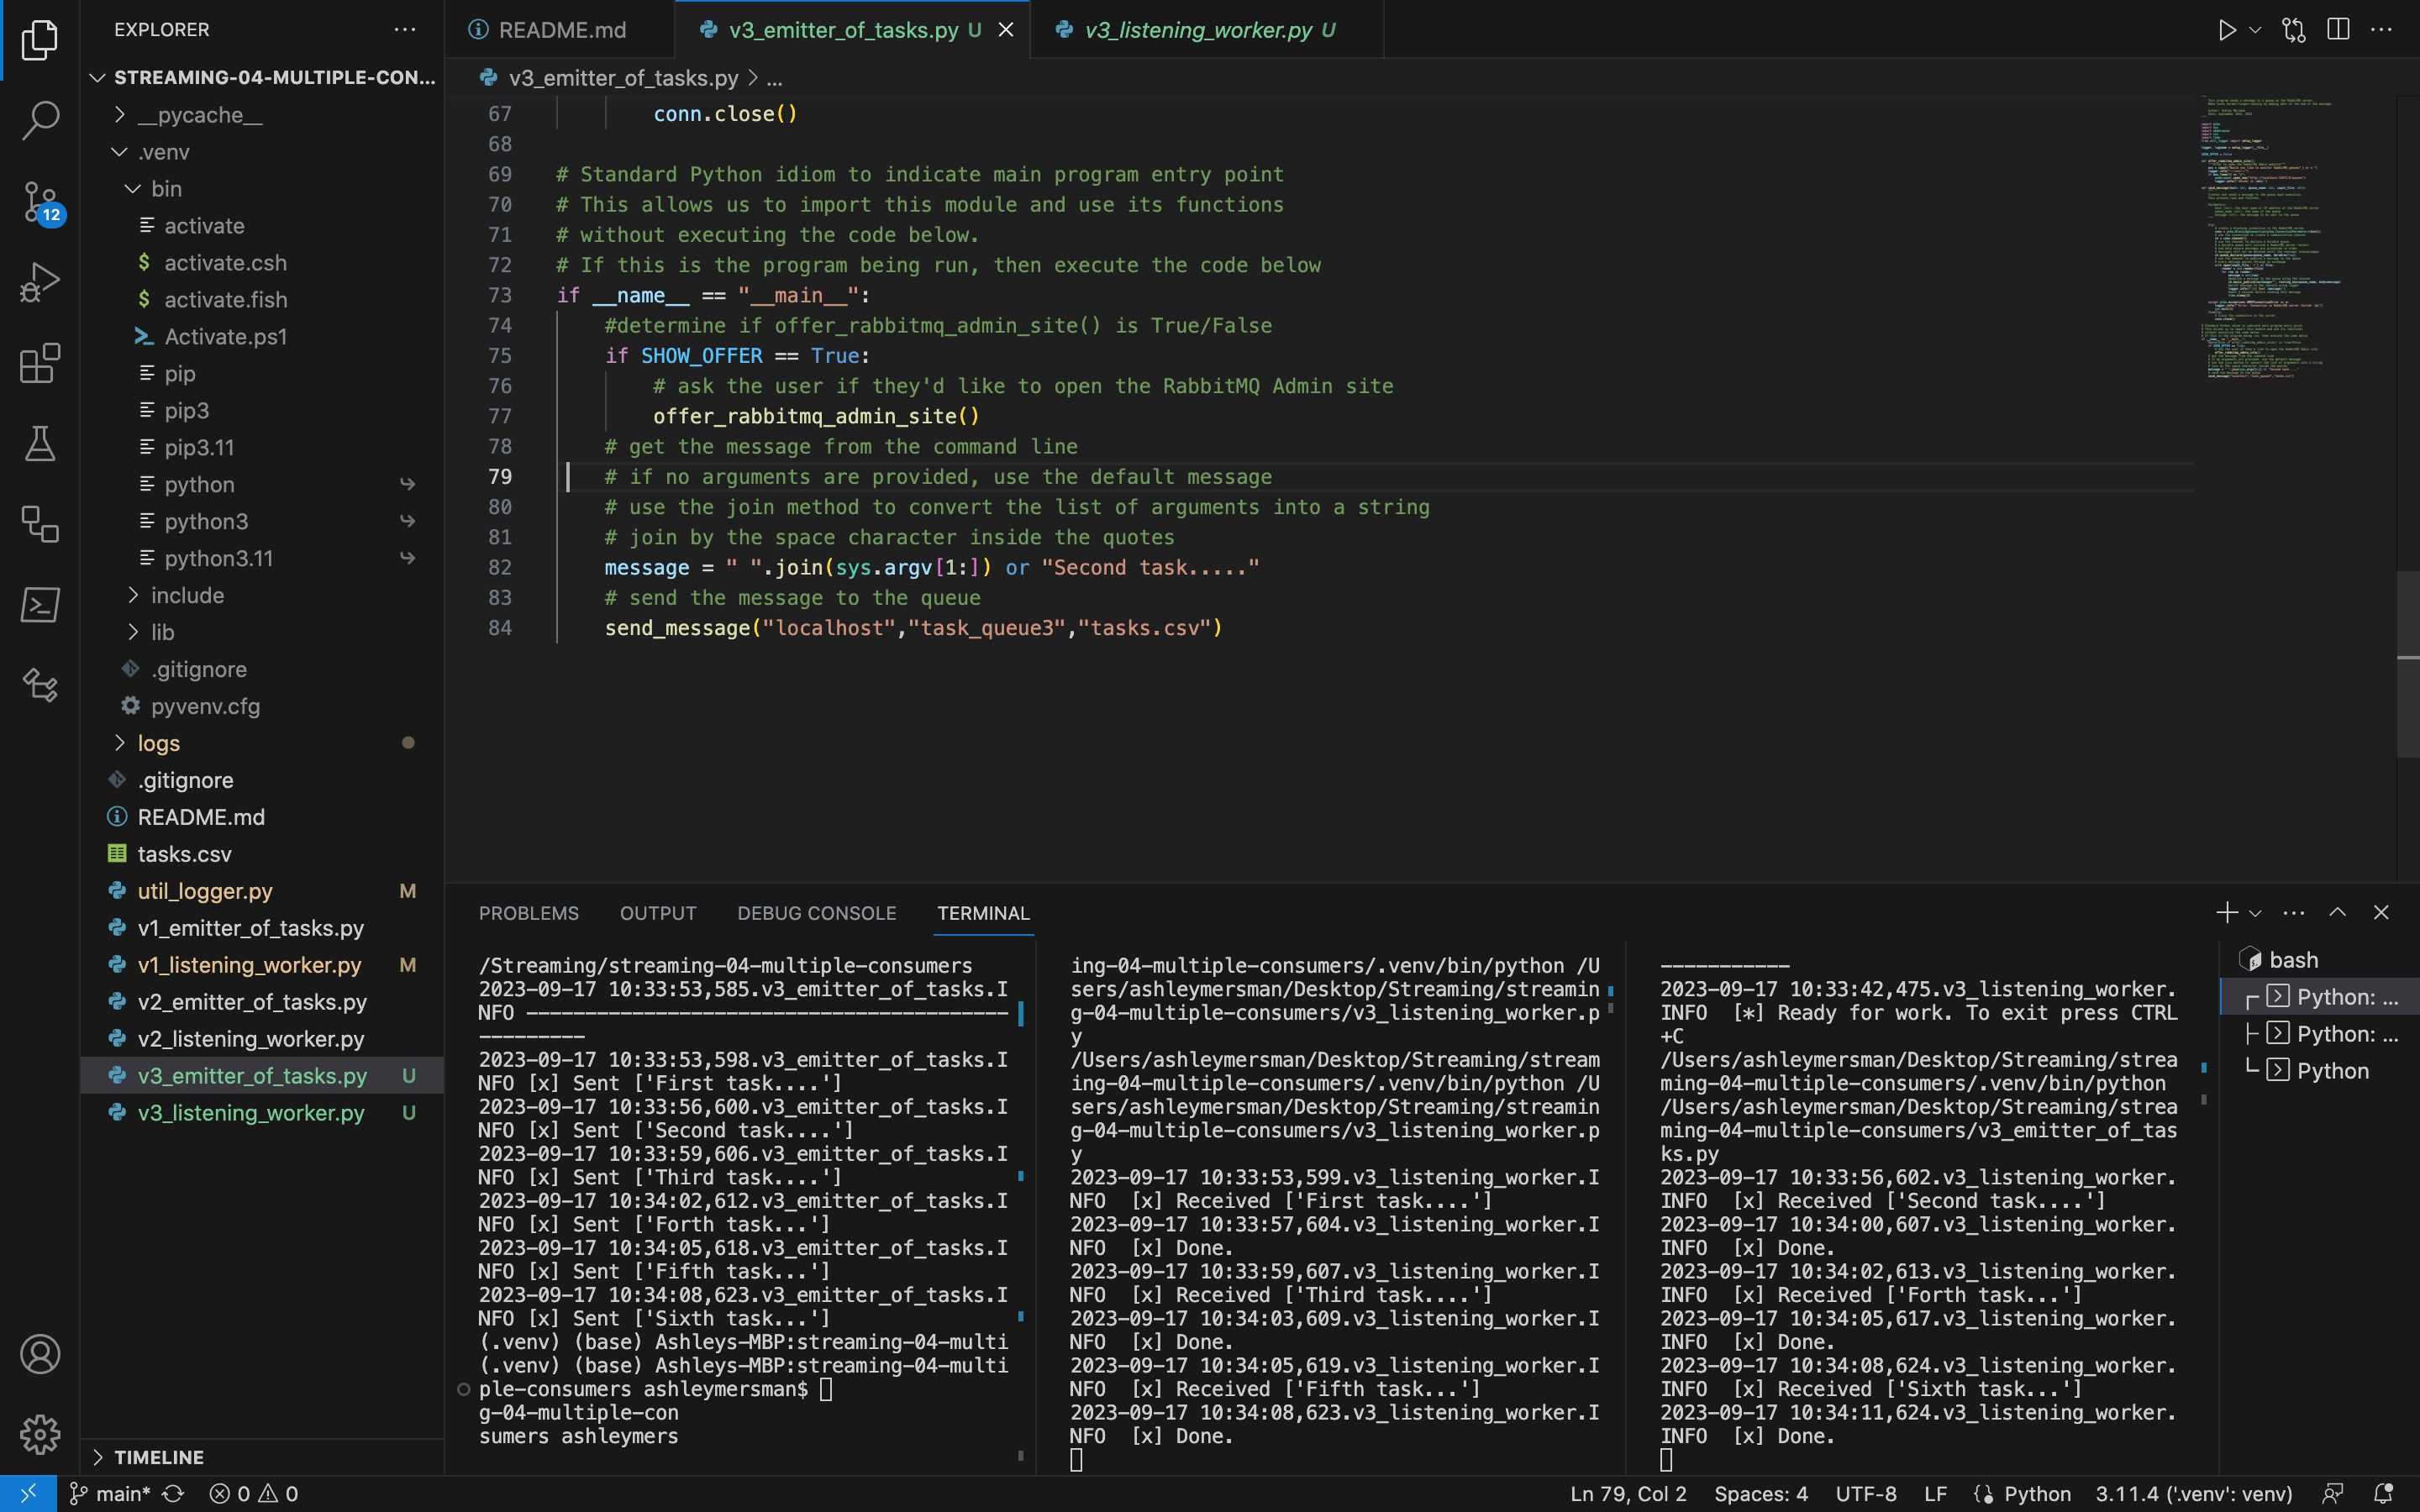 EXPLORER
STREAMING-04-MULTIPLE-CON...
__pycache__
.venv
bin
activate
activate.csh
activate.fish
Activate.ps1
pip
pip3
pip3.11
python
python3
python3.11
include
lib
.gitignore
pyvenv.cfg
logs
.gitignore
README.md
tasks.csv
util_logger.py M
v1_emitter_of_tasks.py
v1_listening_worker.py M
v2_emitter_of_tasks.py
v2_listening_worker.py
v3_emitter_of_tasks.py U
v3_listening_worker.py U
TIMELINE
12
README.md
v3_emitter_of_tasks.py U
v3_listening_worker.py U
v3_emitter_of_tasks.py > ...
67 conn.close()
68
69 # Standard Python idiom to indicate main program entry point
70 # This allows us to import this module and use its functions
71 # without executing the code below.
72 # If this is the program being run, then execute the code below
73 if __name__ == "__main__":
74 #determine if offer_rabbitmq_admin_site() is True/False
75 if SHOW_OFFER == True:
76 # ask the user if they'd like to open the RabbitMQ Admin site
77 offer_rabbitmq_admin_site()
78 # get the message from the command line
79 # if no arguments are provided, use the default message
80 # use the join method to convert the list of arguments into a string
81 # join by the space character inside the quotes
82 message = " ".join(sys.argv[1:]) or "Second task....."
83 # send the message to the queue
84 send_message("localhost","task_queue3","tasks.csv")
PROBLEMS OUTPUT DEBUG CONSOLE TERMINAL
/Streaming/streaming-04-multiple-consumers
2023-09-17 10:33:53,585.v3_emitter_of_tasks.I
NFO -----------------------------------------
---------
2023-09-17 10:33:53,598.v3_emitter_of_tasks.I
NFO [x] Sent ['First task....']
2023-09-17 10:33:56,600.v3_emitter_of_tasks.I
NFO [x] Sent ['Second task....']
2023-09-17 10:33:59,606.v3_emitter_of_tasks.I
NFO [x] Sent ['Third task....']
2023-09-17 10:34:02,612.v3_emitter_of_tasks.I
NFO [x] Sent ['Forth task...']
2023-09-17 10:34:05,618.v3_emitter_of_tasks.I
NFO [x] Sent ['Fifth task...']
2023-09-17 10:34:08,623.v3_emitter_of_tasks.I
NFO [x] Sent ['Sixth task...']
(.venv) (base) Ashleys-MBP:streaming-04-multi
(.venv) (base) Ashleys-MBP:streaming-04-multi
ple-consumers ashleymersman$
g-04-multiple-con
sumers ashleymers
ing-04-multiple-consumers/.venv/bin/python /U
sers/ashleymersman/Desktop/Streaming/streamin
g-04-multiple-consumers/v3_listening_worker.p
y
/Users/ashleymersman/Desktop/Streaming/stream
ing-04-multiple-consumers/.venv/bin/python /U
sers/ashleymersman/Desktop/Streaming/streamin
g-04-multiple-consumers/v3_listening_worker.p
y
2023-09-17 10:33:53,599.v3_listening_worker.I
NFO [x] Received ['First task....']
2023-09-17 10:33:57,604.v3_listening_worker.I
NFO [x] Done.
2023-09-17 10:33:59,607.v3_listening_worker.I
NFO [x] Received ['Third task....']
2023-09-17 10:34:03,609.v3_listening_worker.I
NFO [x] Done.
2023-09-17 10:34:05,619.v3_listening_worker.I
NFO [x] Received ['Fifth task...']
2023-09-17 10:34:08,623.v3_listening_worker.I
NFO [x] Done.
-----------
2023-09-17 10:33:42,475.v3_listening_worker.
INFO [*] Ready for work. To exit press CTRL
+C
/Users/ashleymersman/Desktop/Streaming/strea
ming-04-multiple-consumers/.venv/bin/python
/Users/ashleymersman/Desktop/Streaming/strea
ming-04-multiple-consumers/v3_emitter_of_tas
ks.py
2023-09-17 10:33:56,602.v3_listening_worker.
INFO [x] Received ['Second task....']
2023-09-17 10:34:00,607.v3_listening_worker.
INFO [x] Done.
2023-09-17 10:34:02,613.v3_listening_worker.
INFO [x] Received ['Forth task...']
2023-09-17 10:34:05,617.v3_listening_worker.
INFO [x] Done.
2023-09-17 10:34:08,624.v3_listening_worker.
INFO [x] Received ['Sixth task...']
2023-09-17 10:34:11,624.v3_listening_worker.
INFO [x] Done.
bash
Python: ...
Python: ...
Python
main* 0 0 Ln 79, Col 2 Spaces: 4 UTF-8 LF Python 3.11.4 ('.venv': venv)